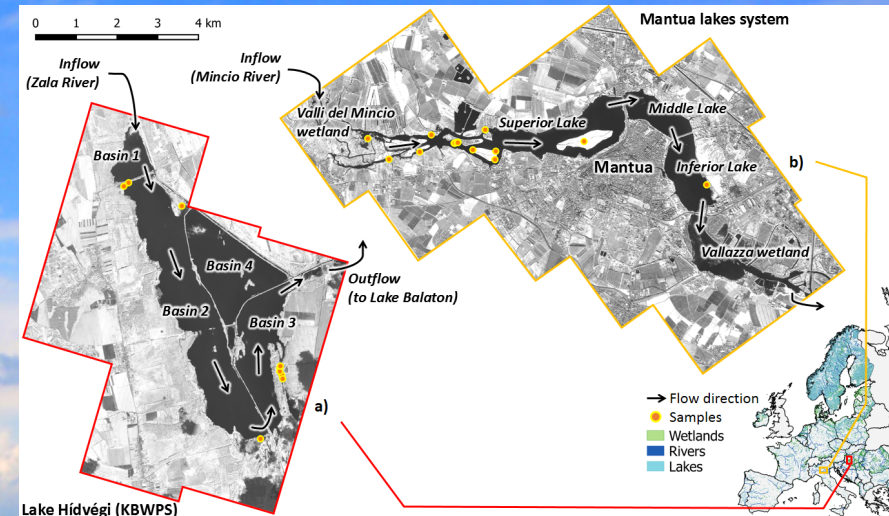 0 1 2 3 4 km
Mantua lakes system
Inflow
(Zala River)
Inflow
(Mincio River)
Valli del Mincio
wetland
Superior Lake
Middle Lake
Mantua
Inferior Lake
b)
Vallazza wetland
Basin 1
Basin 4
Basin 2
Basin 3
Outflow
(to Lake Balaton)
a)
Flow direction
Samples
Wetlands
Rivers
Lakes
Lake Hídvégi (KBWPS)